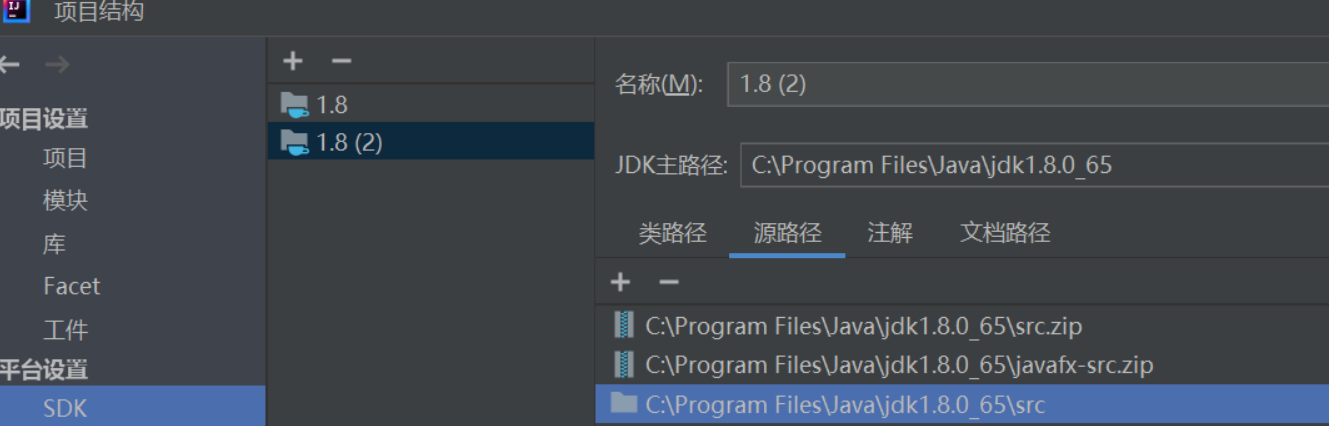 项目结构
项目设置
项目
模块
库
Facet
工件
平台设置
SDK
1.8
1.8 (2)
名称(M): 1.8 (2)
JDK主路径: C:\Program Files\Java\jdk1.8.0_65
类路径 源路径 注解 文档路径
C:\Program Files\Java\jdk1.8.0_65\src.zip
C:\Program Files\Java\jdk1.8.0_65\javafx-src.zip
C:\Program Files\Java\jdk1.8.0_65\src